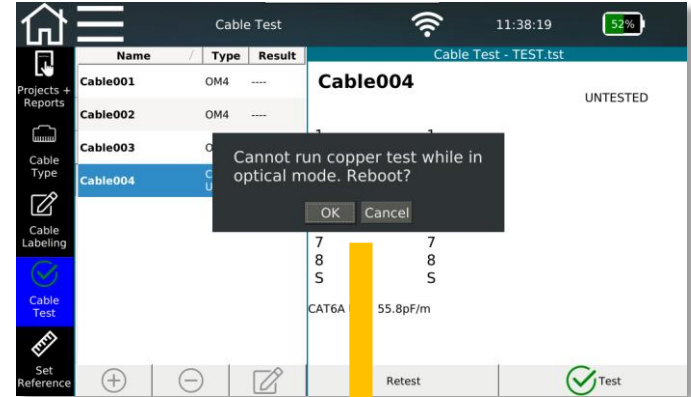 Cable Test
11:38:19
52%
Projects +
Reports
Cable
Type
Cable
Labeling
Cable
Test
Set
Reference
Name / Type Result
Cable001 OM4 ----
Cable002 OM4 ----
Cable003
Cable004
Cable Test - TEST.tst
Cable004
UNTESTED
1 1
Cannot run copper test while in
optical mode. Reboot?
OK Cancel
7 7
8 8
S S
CAT6A 55.8pF/m
Retest
Test